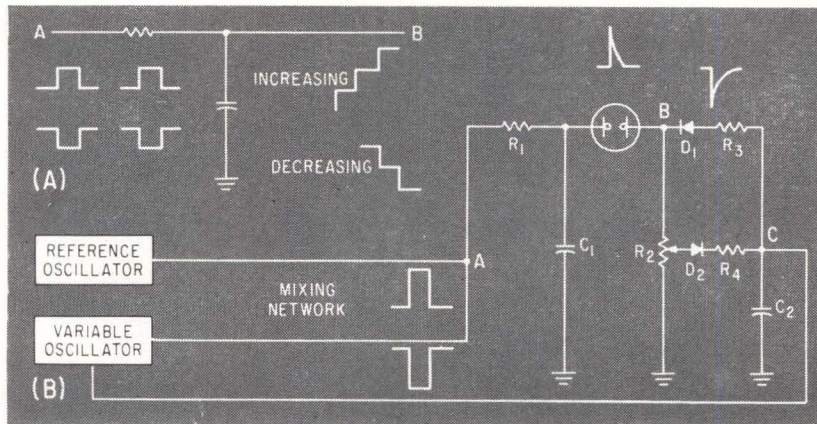 A
B
INCREASING
DECREASING
(A)
R1
B
D1
R3
REFERENCE
OSCILLATOR
A
C1
R2
D2
R4
C
C2
MIXING
NETWORK
VARIABLE
OSCILLATOR
(B)